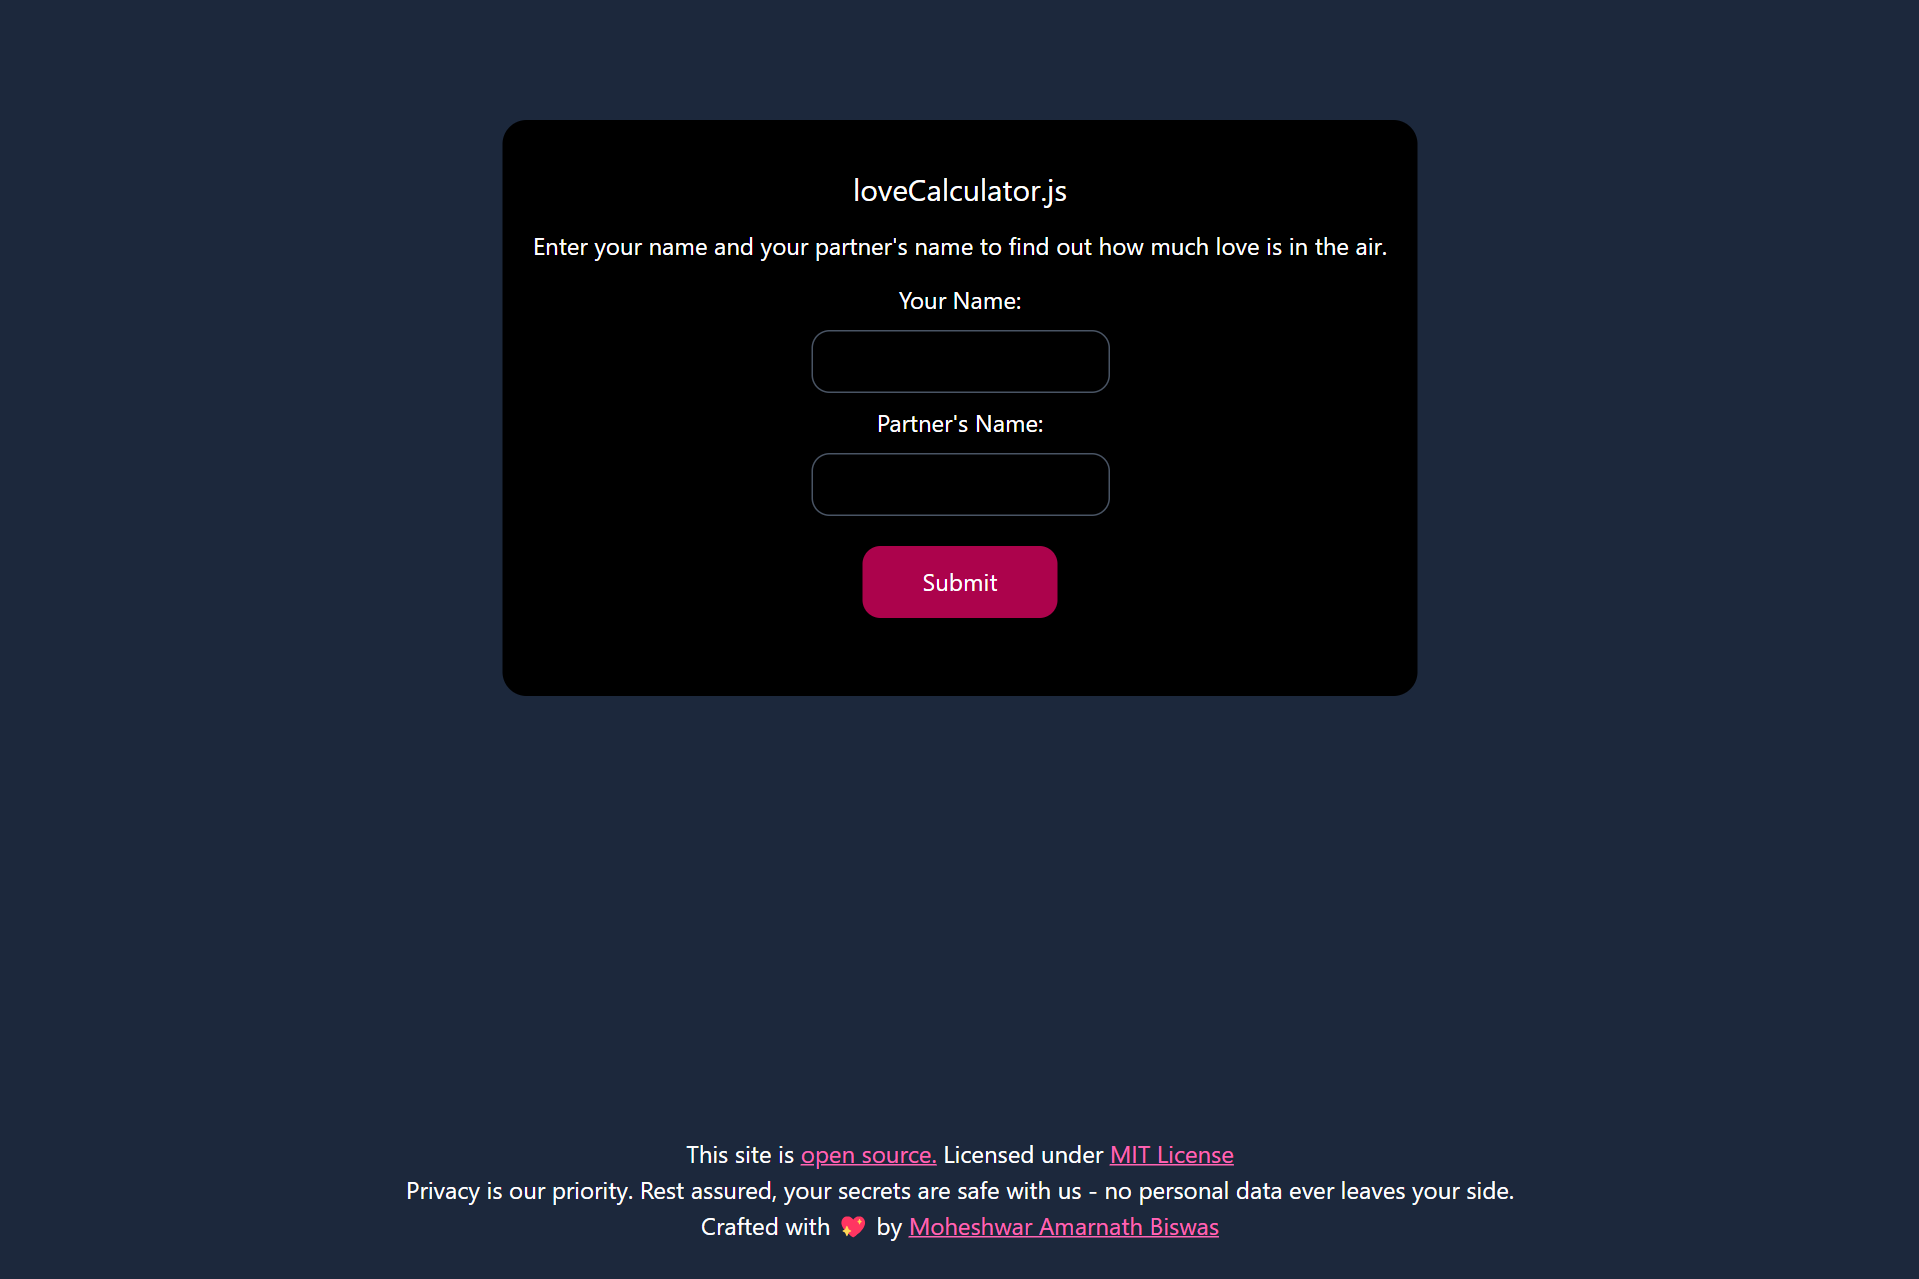 loveCalculator.js
Enter your name and your partner's name to find out how much love is in the air.
Your Name:
Partner's Name:
Submit
This site is open source. Licensed under MIT License
Privacy is our priority. Rest assured, your secrets are safe with us - no personal data ever leaves your side.
Crafted with 💖 by Moheshwar Amarnath Biswas